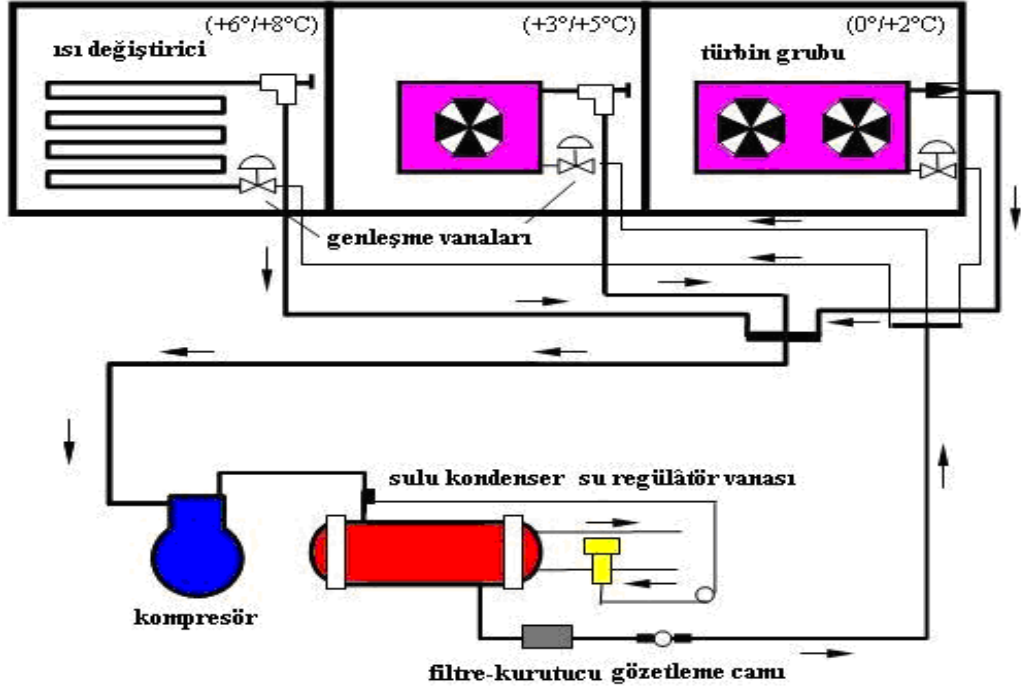 (+6°/+8°C)
(+3°/+5°C)
(0°/+2°C)
ısı değiştirici
türbin grubu
genleşme vanaları
sulu kondenser su regülâtör vanası
kompresör
filtre-kurutucu gözetleme camı